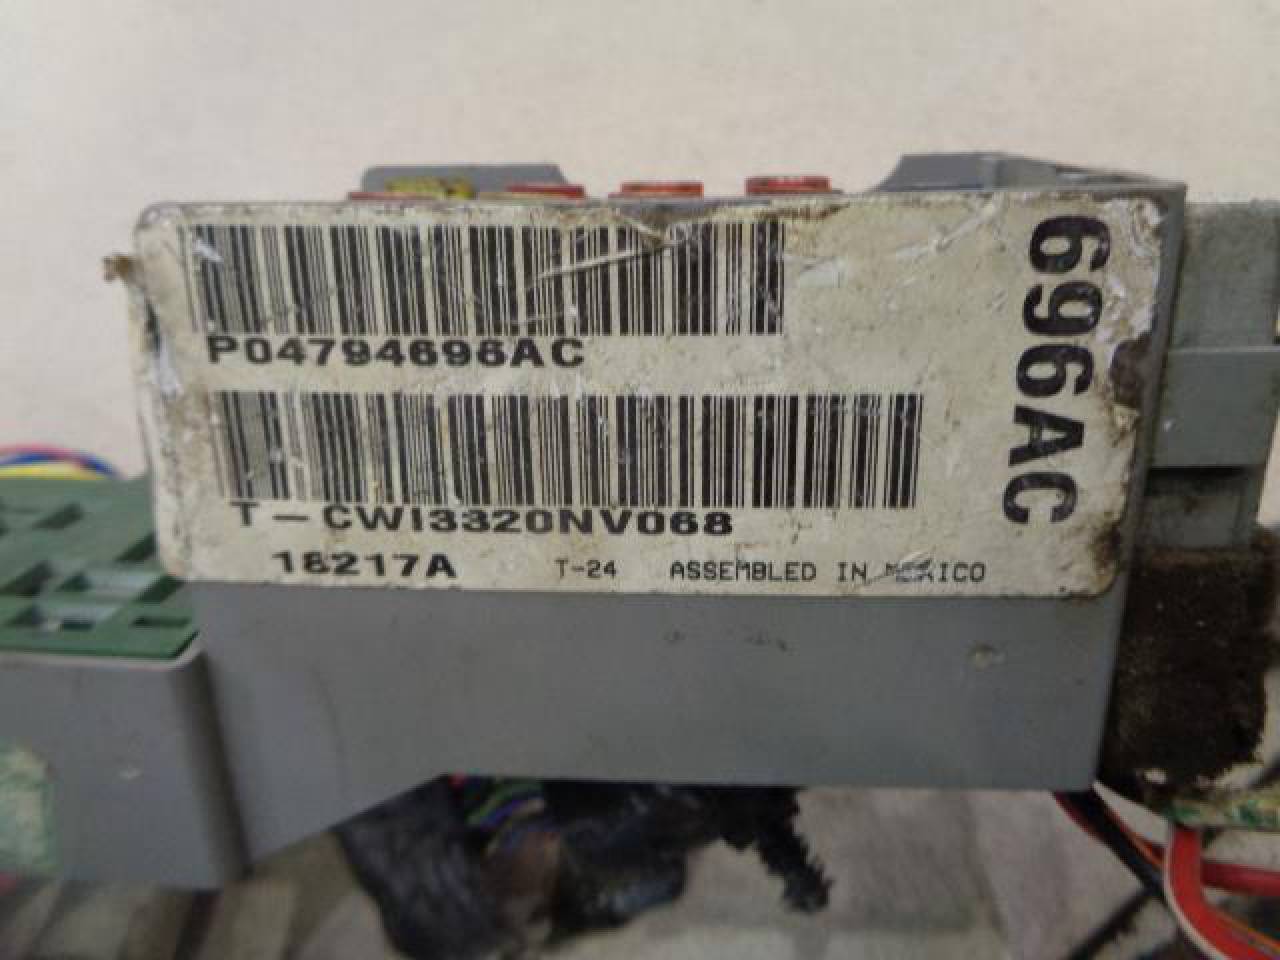 P04794696AC
T-CWI3320NV068
18217A T-24 ASSEMBLED IN MEXICO
696AC